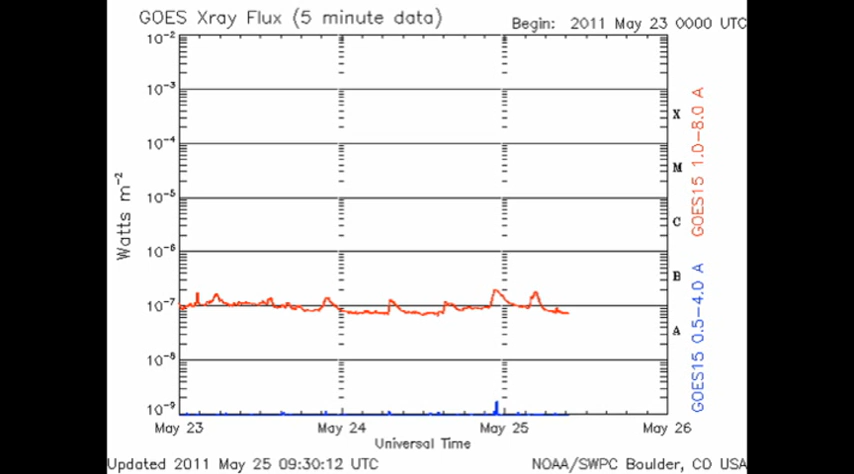 GOES Xray Flux (5 minute data)
Begin: 2011 May 23 0000 UTC
10⁻²
10⁻³
10⁻⁴
10⁻⁵
10⁻⁶
10⁻⁷
10⁻⁸
10⁻⁹
Watts m⁻²
X
M
C
B
A
GOES15 1.0–8.0 A
GOES15 0.5–4.0 A
May 23
May 24
May 25
May 26
Universal Time
Updated 2011 May 25 09:30:12 UTC
NOAA/SWPC Boulder, CO USA